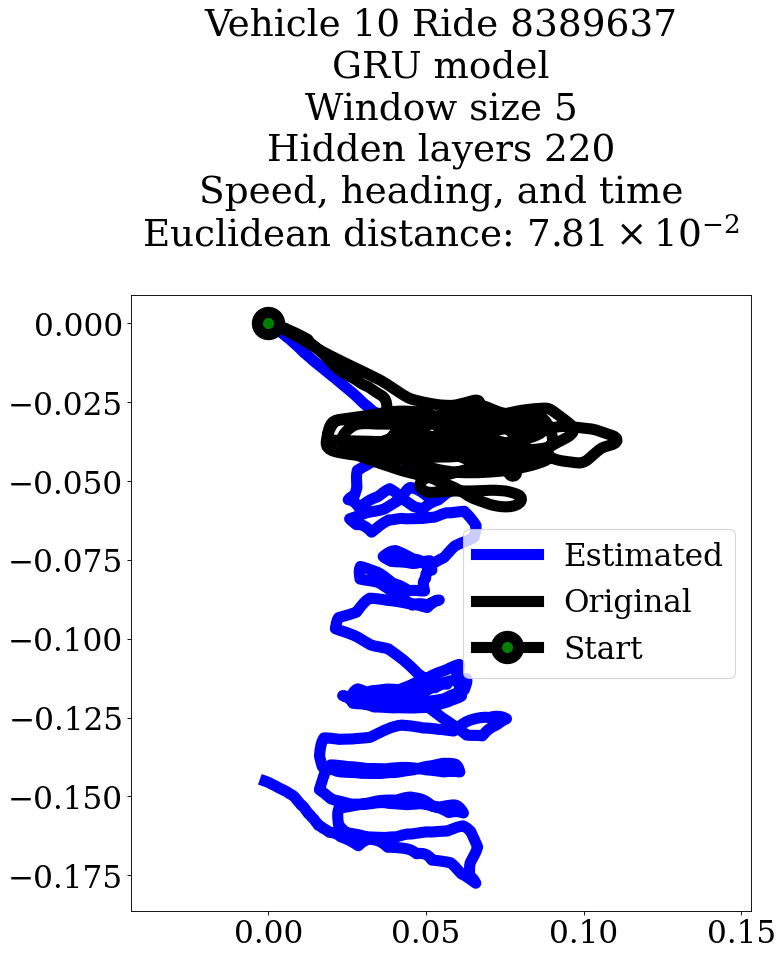 Vehicle 10 Ride 8389637
GRU model
Window size 5
Hidden layers 220
Speed, heading, and time
Euclidean distance: 7.81 × 10⁻²
0.000
−0.025
−0.050
−0.075
−0.100
−0.125
−0.150
−0.175
Estimated
Original
Start
0.00 0.05 0.10 0.15